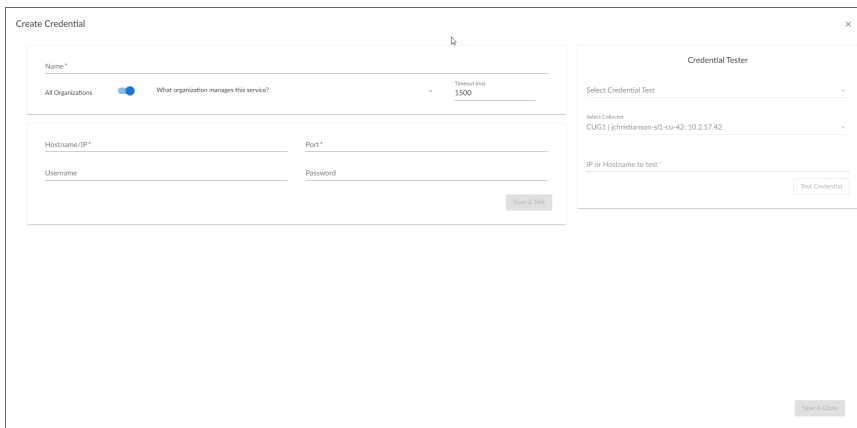 Create Credential
Name*
All Organizations
What organization manages this service?
Timeout (ms)
1500
Hostname/IP*
Port*
Username
Password
Save & Test
Credential Tester
Select Credential Test
Select Collector
CUG1 | jchristianson-sl1-cu-42: 10.2.17.42
IP or Hostname to test*
Test Credential
Save & Close